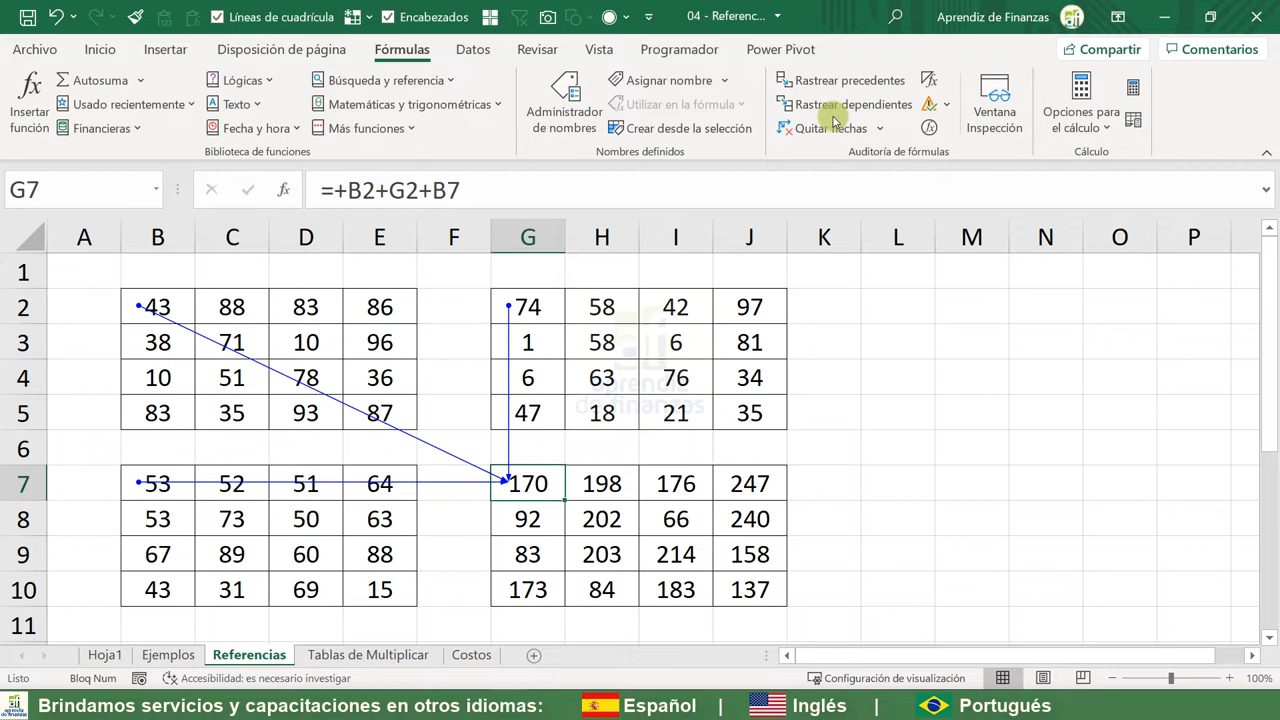 Líneas de cuadrícula
Encabezados
04 - Referenc...
Aprendiz de Finanzas
Archivo Inicio Insertar Disposición de página Fórmulas Datos Revisar Vista Programador Power Pivot Compartir Comentarios
Insertar función
Autosuma
Usado recientemente
Financieras
Lógicas
Texto
Fecha y hora
Búsqueda y referencia
Matemáticas y trigonométricas
Más funciones
Biblioteca de funciones
Administrador de nombres
Asignar nombre
Utilizar en la fórmula
Crear desde la selección
Nombres definidos
Rastrear precedentes
Rastrear dependientes
Quitar flechas
Auditoría de fórmulas
Ventana Inspección
Opciones para el cálculo
Cálculo
G7 fx =+B2+G2+B7
A B C D E F G H I J K L M N O P
1
2 43 88 83 86 74 58 42 97
3 38 71 10 96 1 58 6 81
4 10 51 78 36 6 63 76 34
5 83 35 93 87 47 18 21 35
6
7 53 52 51 64 170 198 176 247
8 53 73 50 63 92 202 66 240
9 67 89 60 88 83 203 214 158
10 43 31 69 15 173 84 183 137
11
aprendiz
de finanzas
Hoja1 Ejemplos Referencias Tablas de Multiplicar Costos
Listo Bloq Num Accesibilidad: es necesario investigar Configuración de visualización 100%
Brindamos servicios y capacitaciones en otros idiomas: Español | Inglés | Portugués